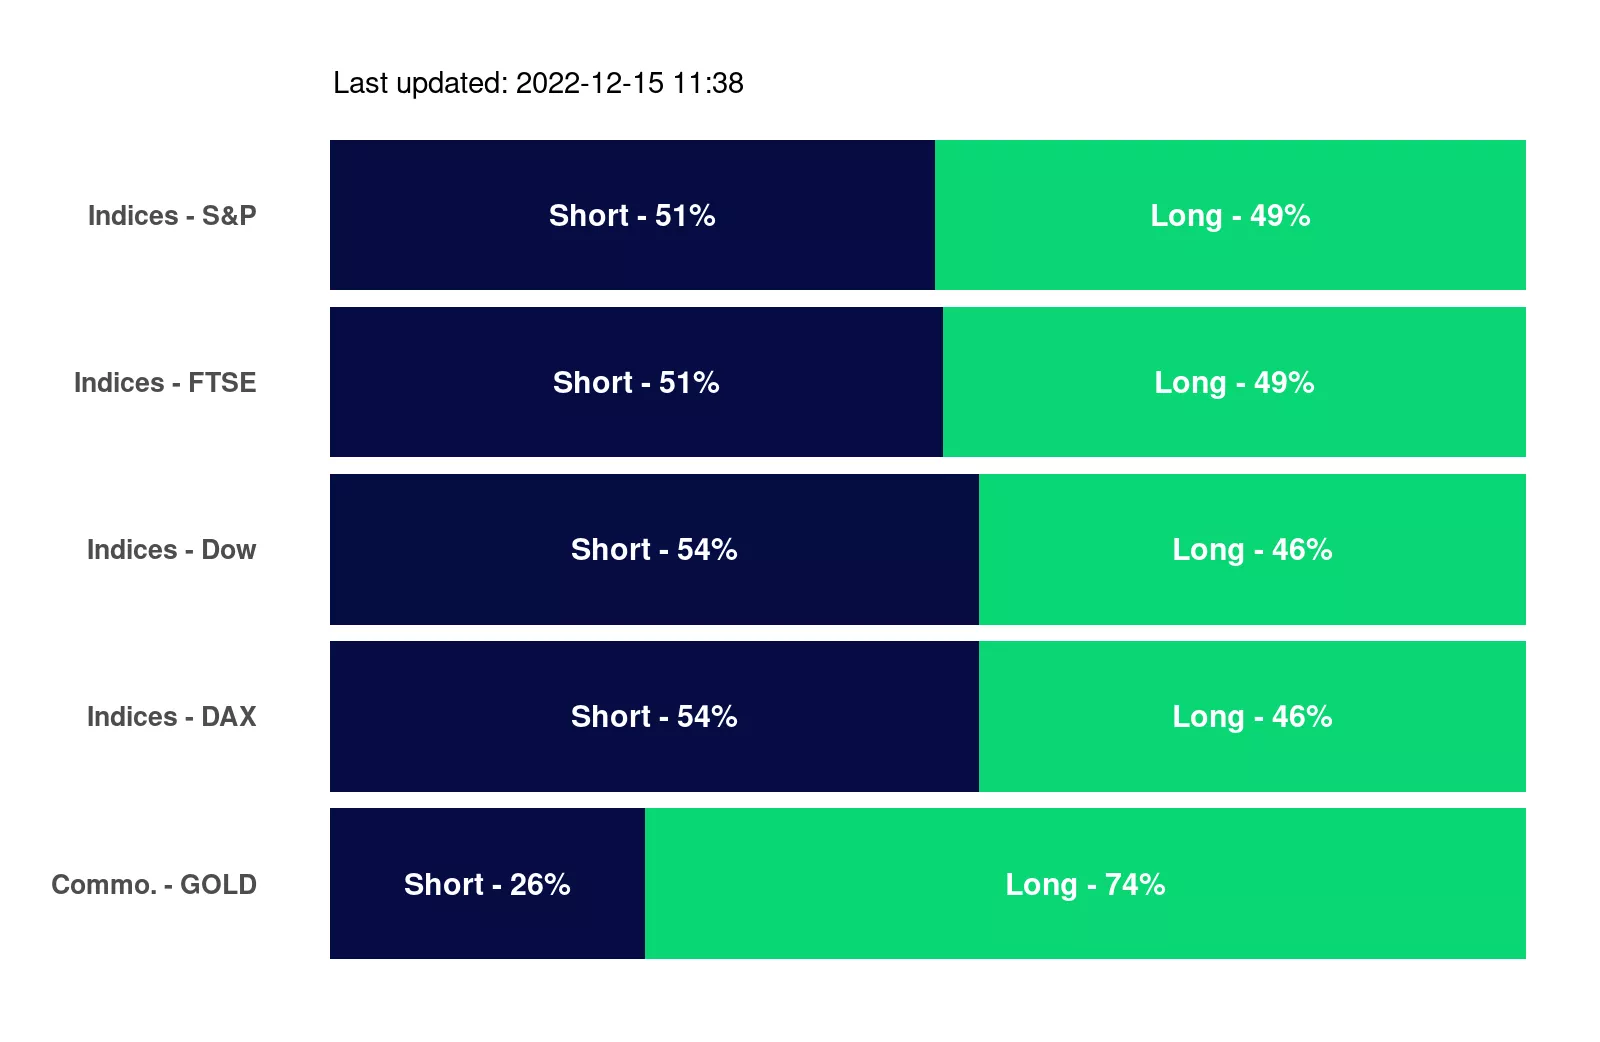 Last updated: 2022-12-15 11:38
Indices - S&P Short - 51% Long - 49%
Indices - FTSE Short - 51% Long - 49%
Indices - Dow Short - 54% Long - 46%
Indices - DAX Short - 54% Long - 46%
Commo. - GOLD Short - 26% Long - 74%